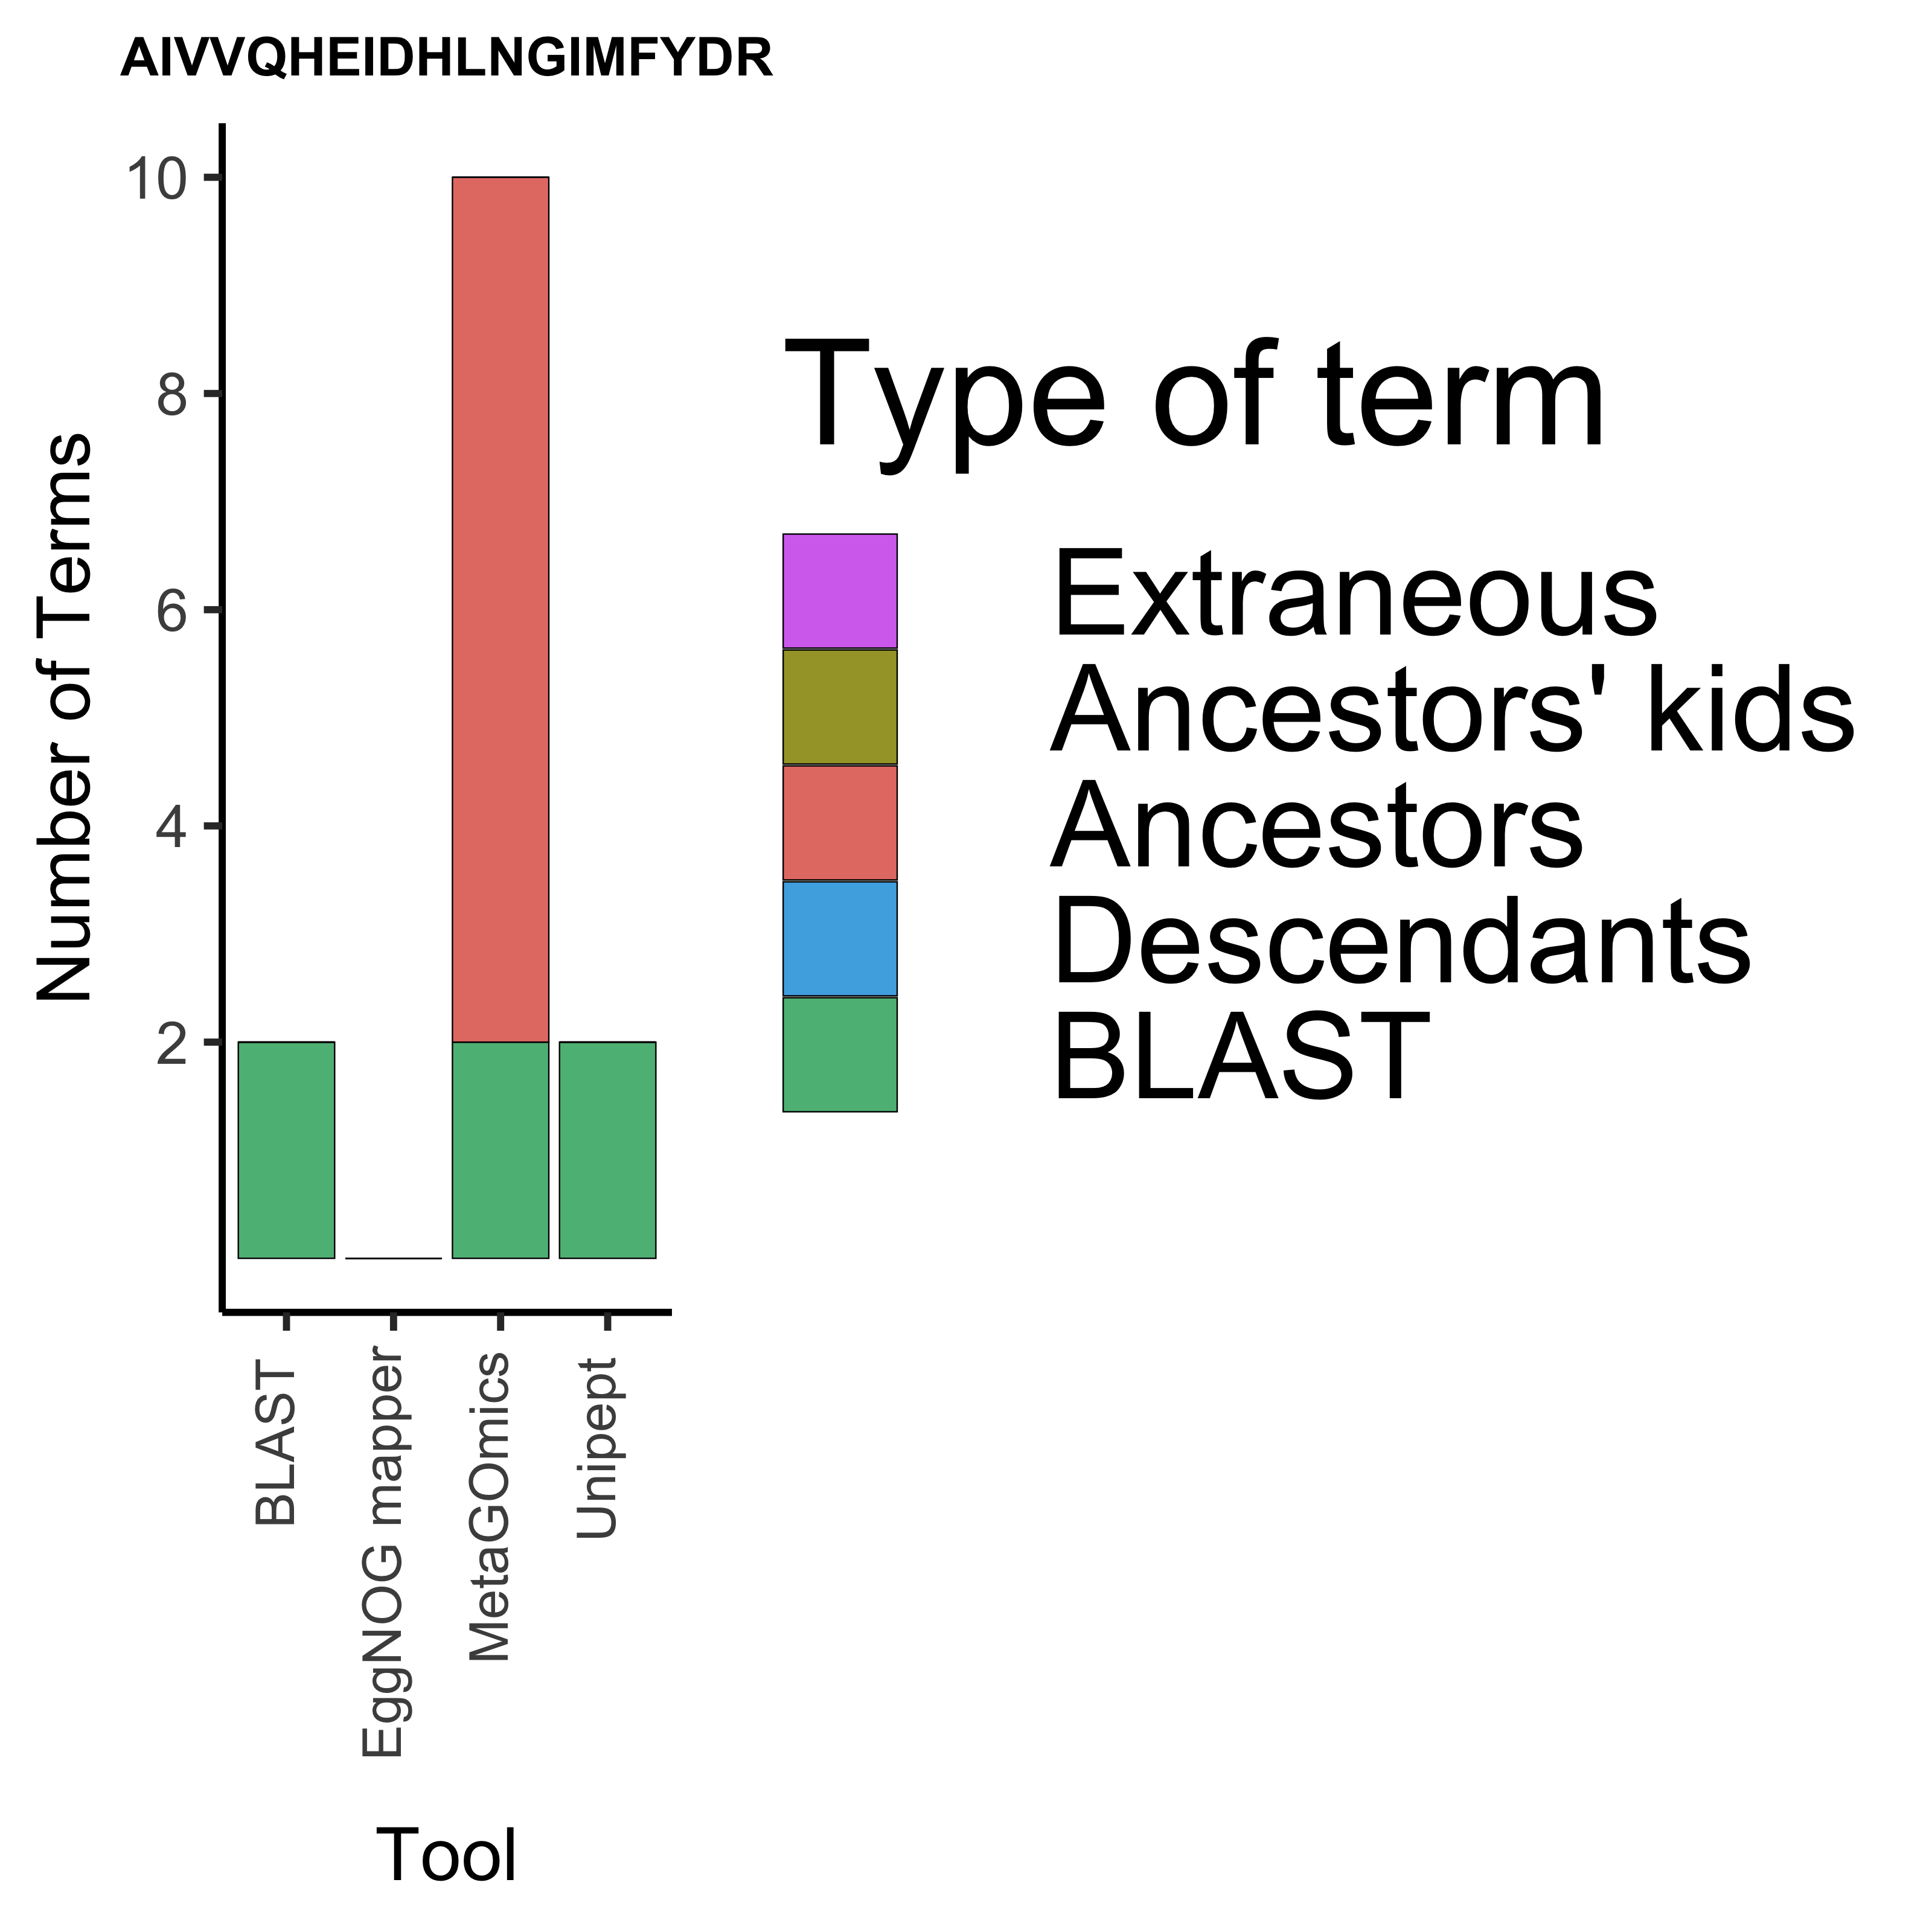 AIVVVQHEIDHLNGIMFYDR
10
8
6
4
2
Number of Terms
BLAST
EggNOG mapper
MetaGOmics
Unipept
Tool
Type of term
Extraneous
Ancestors' kids
Ancestors
Descendants
BLAST